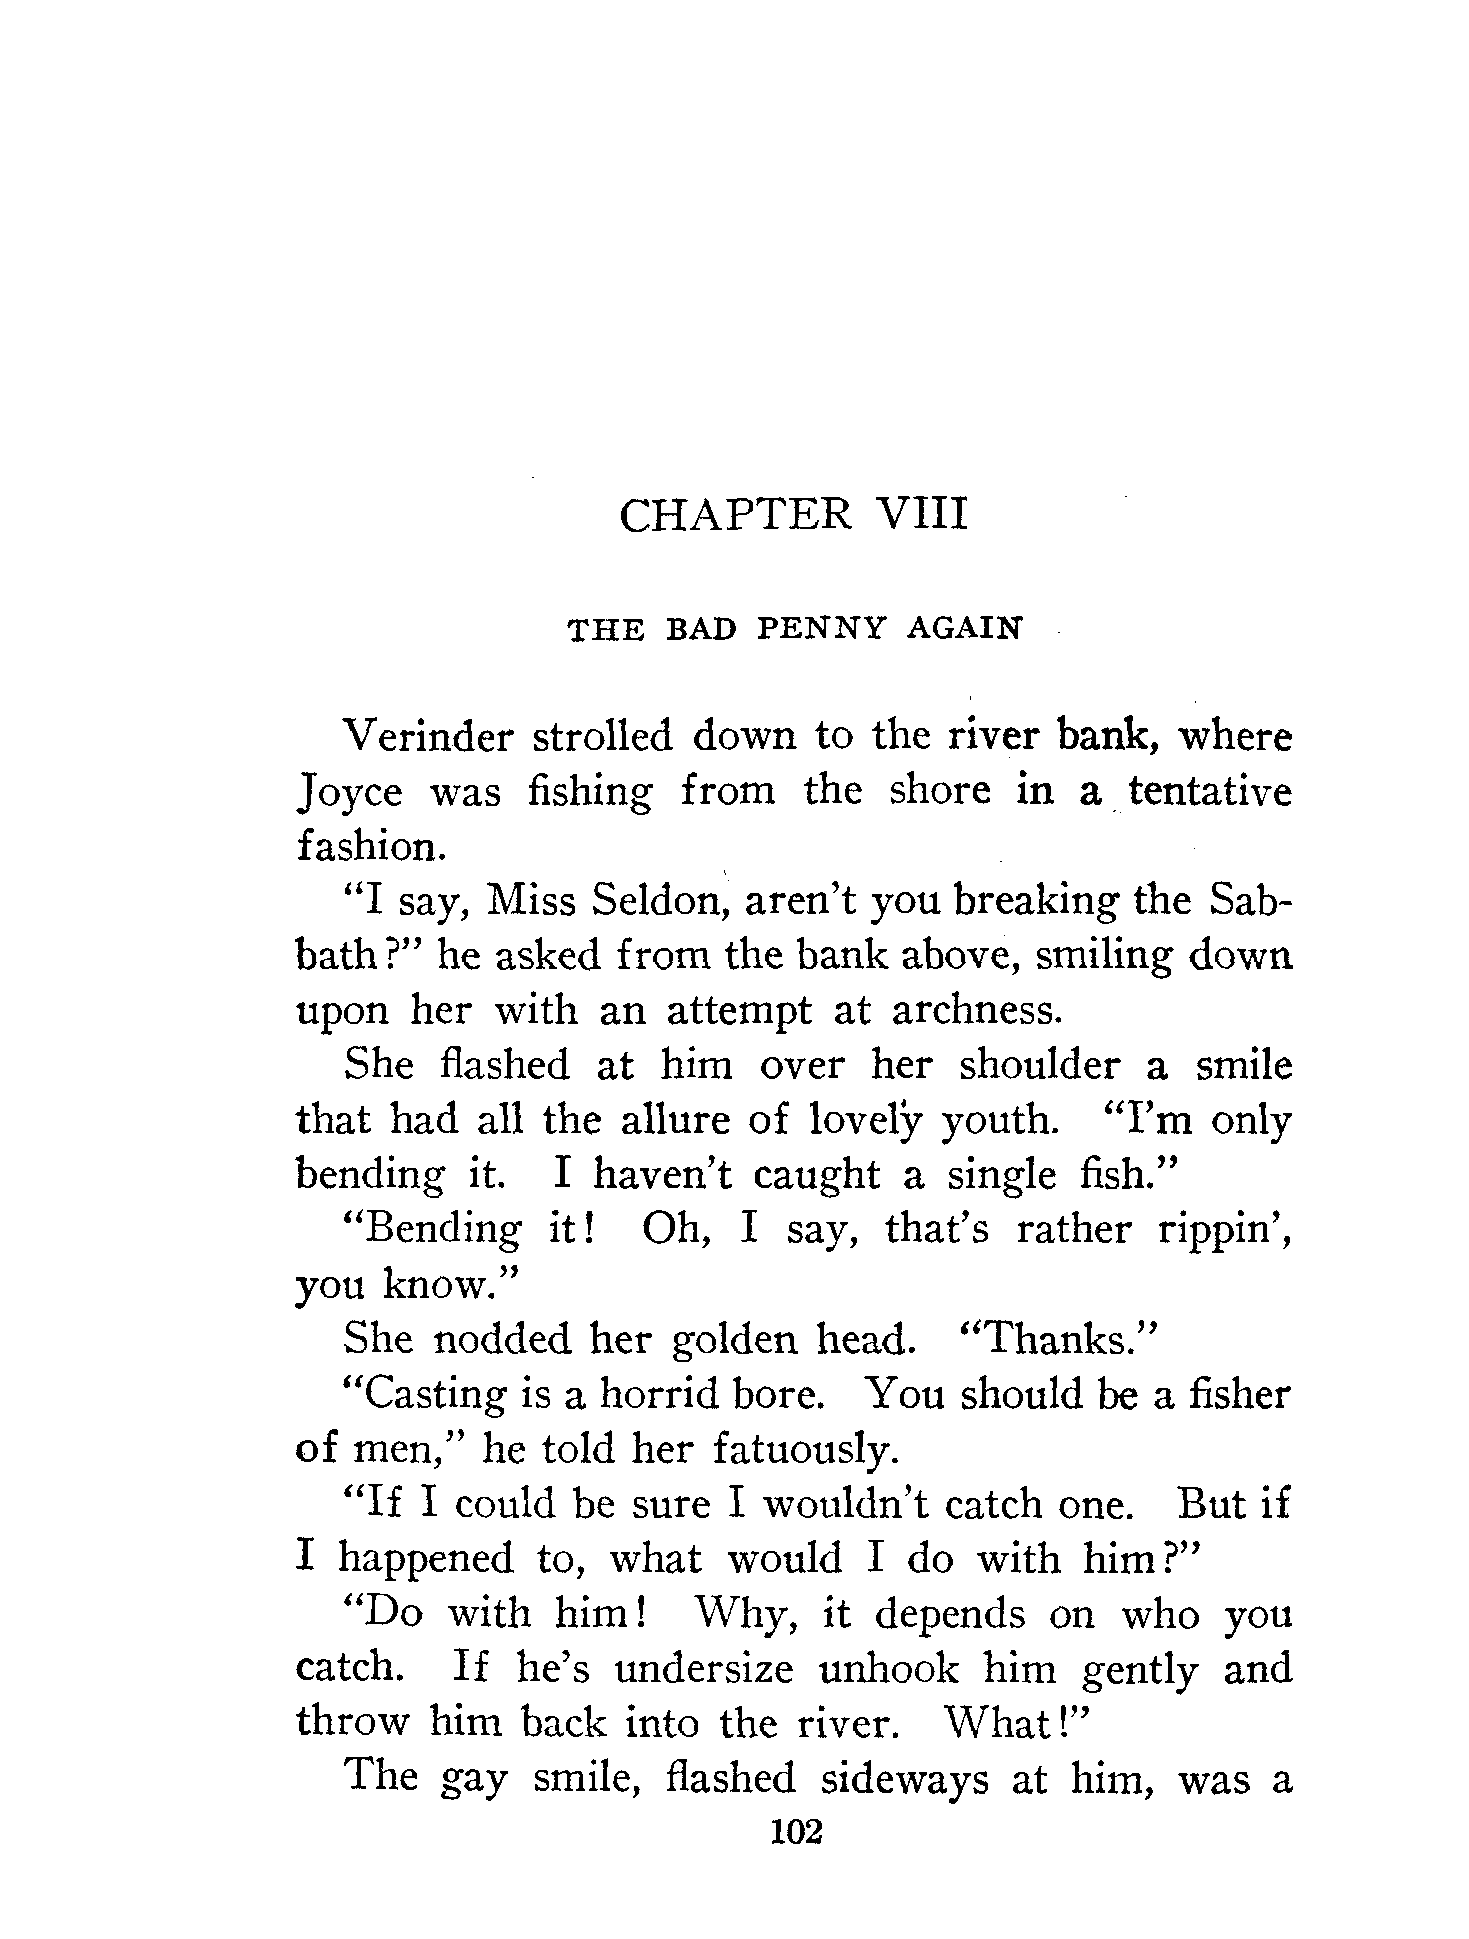 CHAPTER VIII
THE BAD PENNY AGAIN
Verinder strolled down to the river bank, where
Joyce was fishing from the shore in a tentative
fashion.
“I say, Miss Seldon, aren’t you breaking the Sab-
bath?” he asked from the bank above, smiling down
upon her with an attempt at archness.
She flashed at him over her shoulder a smile
that had all the allure of lovely youth. “I’m only
bending it. I haven’t caught a single fish.”
“Bending it! Oh, I say, that’s rather rippin’,
you know.”
She nodded her golden head. “Thanks.”
“Casting is a horrid bore. You should be a fisher
of men,” he told her fatuously.
“If I could be sure I wouldn’t catch one. But if
I happened to, what would I do with him?”
“Do with him! Why, it depends on who you
catch. If he’s undersize unhook him gently and
throw him back into the river. What!”
The gay smile, flashed sideways at him, was a
102